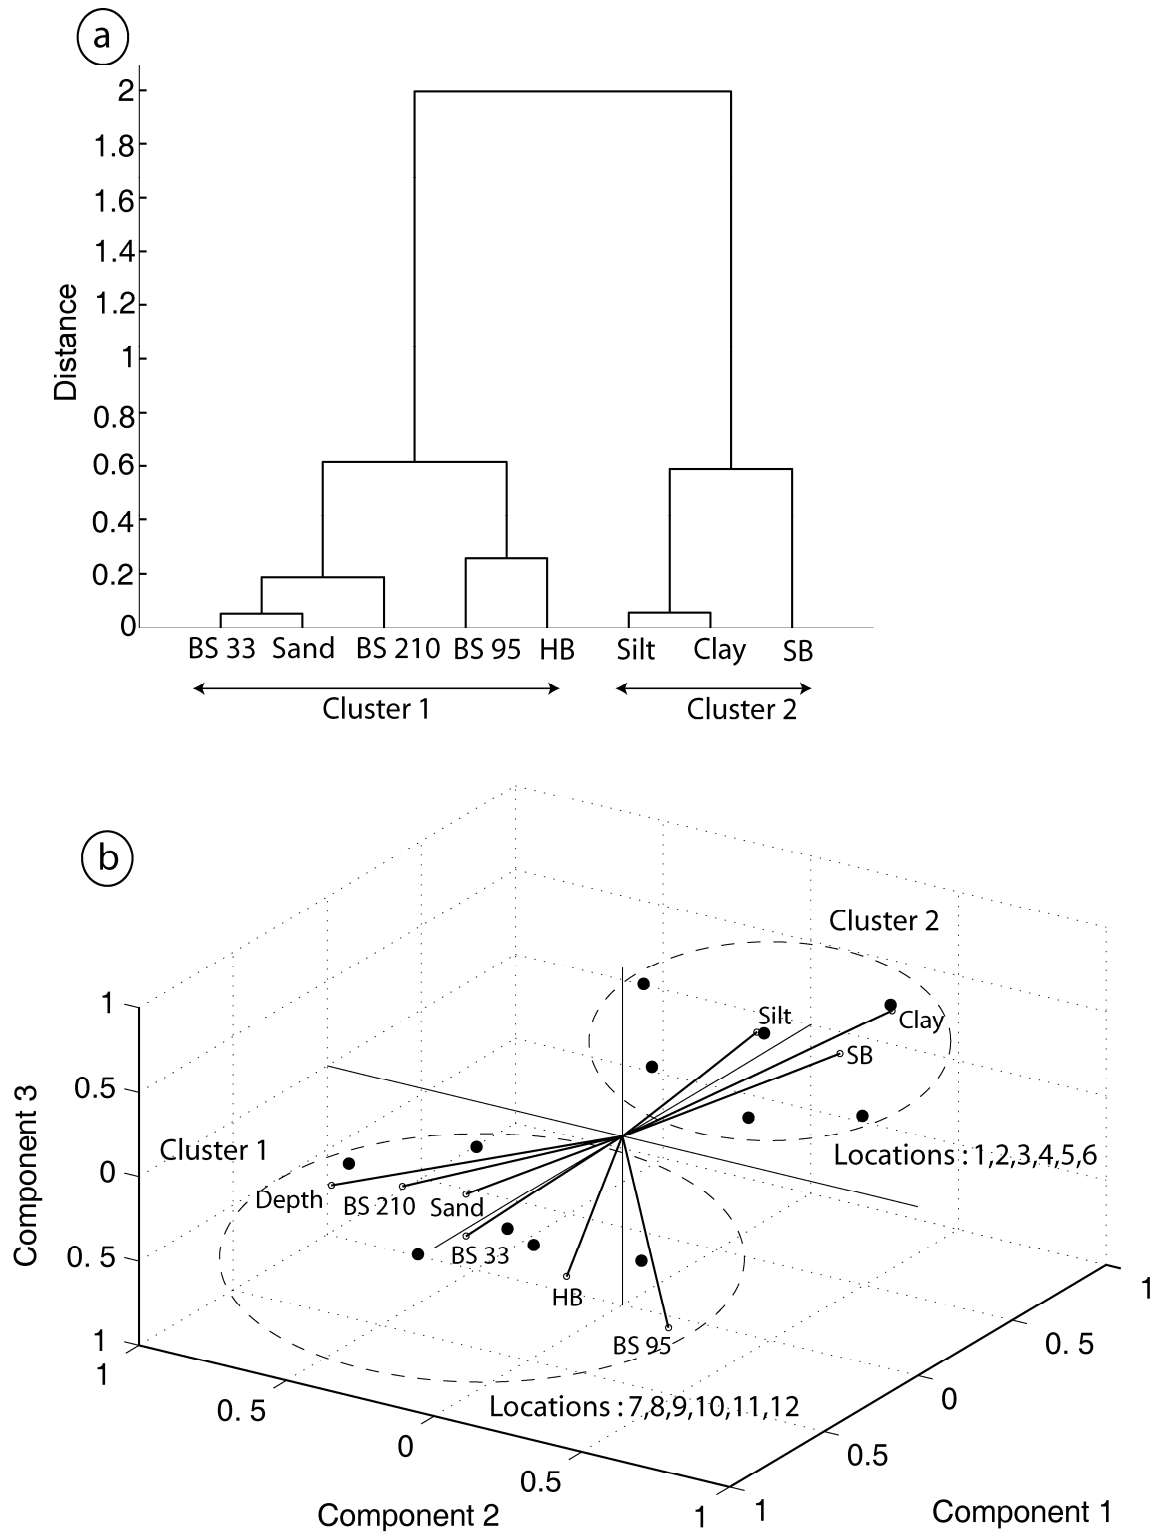 a
2
1.8
1.6
1.4
1.2
1
0.8
0.6
0.4
0.2
0
Distance
BS 33 Sand BS 210 BS 95 HB Silt Clay SB
Cluster 1 Cluster 2
b
Cluster 2
1
0.5
0
0. 5
1
Component 3
Silt
Clay
SB
Locations : 1,2,3,4,5,6
Cluster 1
Depth BS 210 Sand
BS 33
HB
BS 95
Locations : 7,8,9,10,11,12
1
0. 5
0
0.5
1
Component 2
1
0.5
0
0. 5
1
Component 1